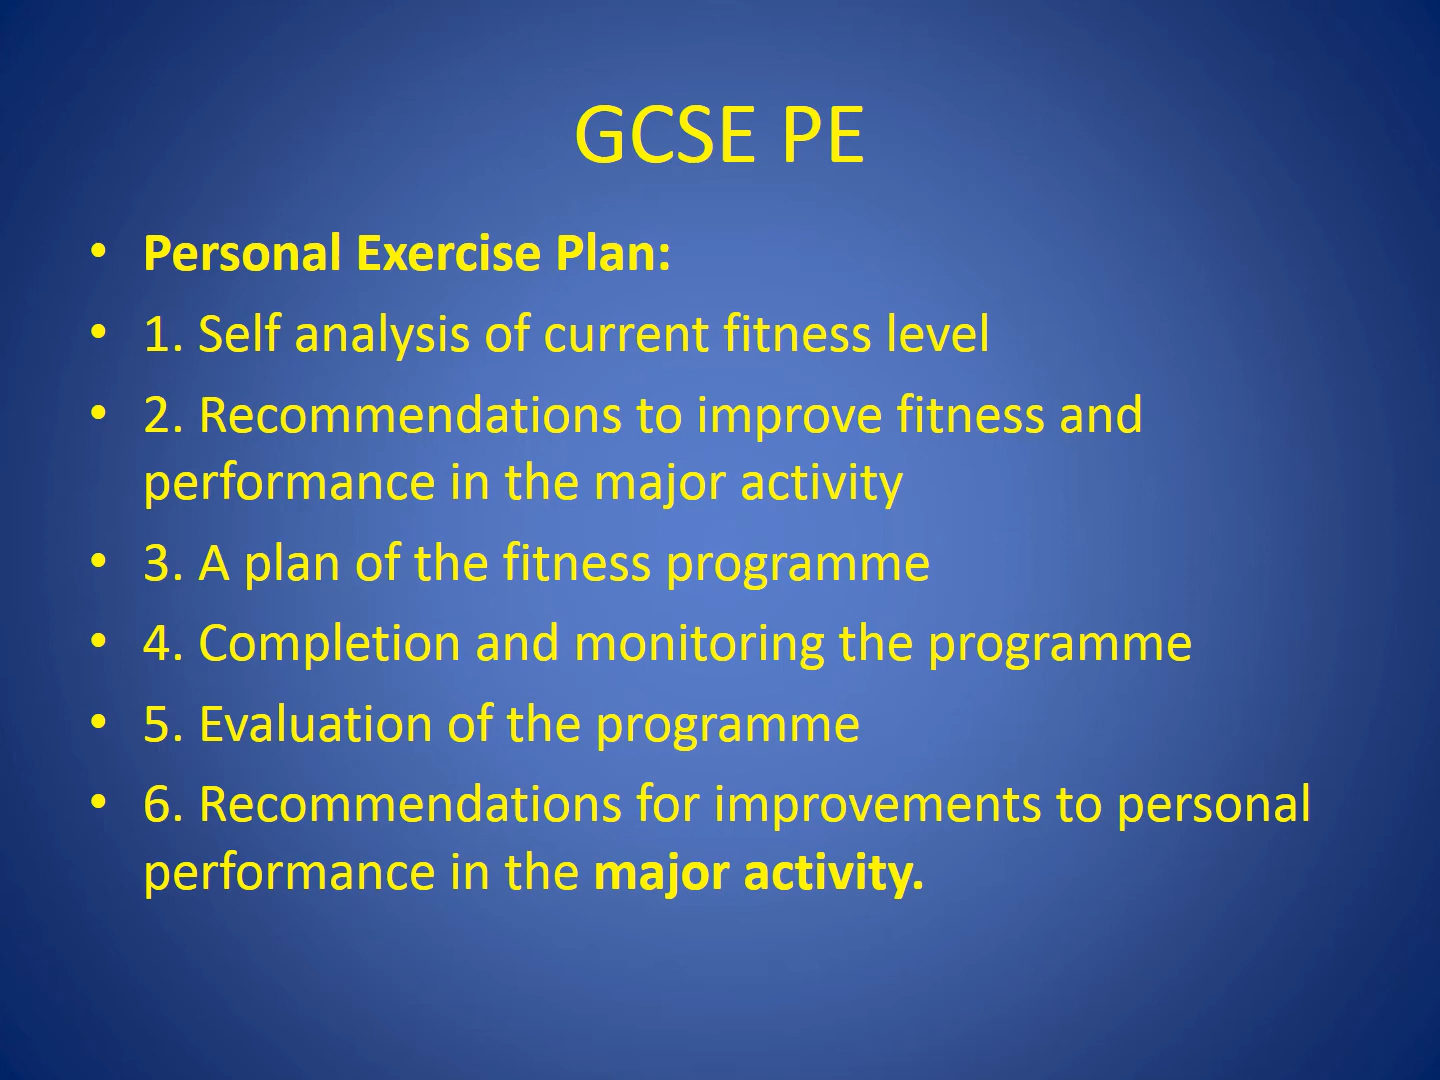 GCSE PE
• Personal Exercise Plan:
• 1. Self analysis of current fitness level
• 2. Recommendations to improve fitness and
performance in the major activity
• 3. A plan of the fitness programme
• 4. Completion and monitoring the programme
• 5. Evaluation of the programme
• 6. Recommendations for improvements to personal
performance in the major activity.